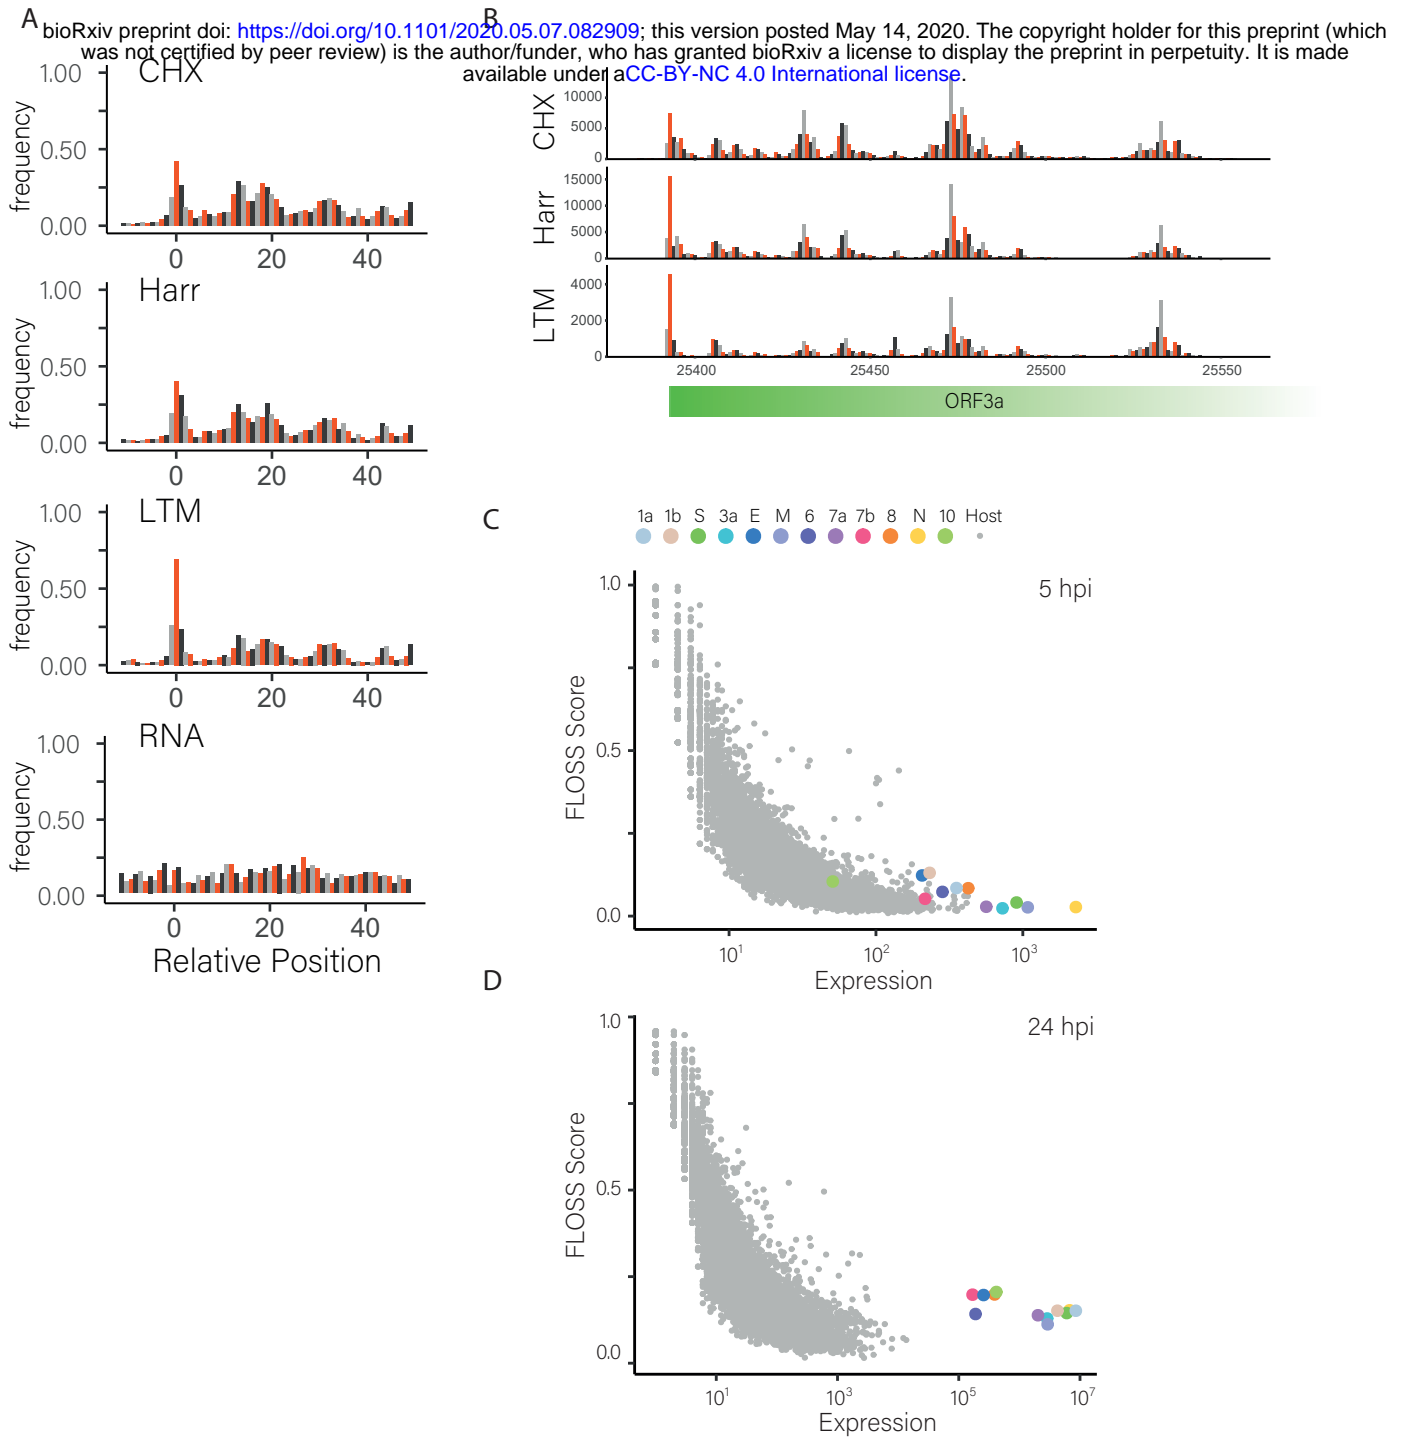 A
B
bioRxiv preprint doi: https://doi.org/10.1101/2020.05.07.082909; this version posted May 14, 2020. The copyright holder for this preprint (which
was not certified by peer review) is the author/funder, who has granted bioRxiv a license to display the preprint in perpetuity. It is made
available under aCC-BY-NC 4.0 International license.
CHX
frequency
1.00
0.50
0.00
0 20 40
Harr
frequency
1.00
0.50
0.00
0 20 40
LTM
frequency
1.00
0.50
0.00
0 20 40
RNA
frequency
1.00
0.50
0.00
0 20 40
Relative Position
CHX
10000
5000
0
Harr
15000
10000
5000
0
LTM
4000
2000
0
25400 25450 25500 25550
ORF3a
C
1a 1b S 3a E M 6 7a 7b 8 N 10 Host
5 hpi
FLOSS Score
1.0
0.5
0.0
10¹ 10² 10³
Expression
D
24 hpi
FLOSS Score
1.0
0.5
0.0
10¹ 10³ 10⁵ 10⁷
Expression